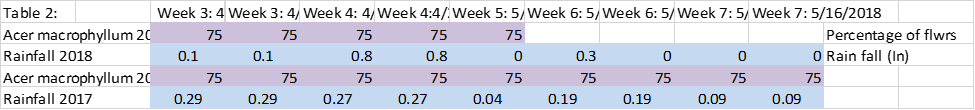 Table 2: Week 3: 4 Week 3: 4/ Week 4: 4/ Week 4:4/ Week 5: 5/ Week 6: 5/ Week 6: 5/ Week 7: 5/ Week 7: 5/16/2018
Acer macrophyllum 20 75 75 75 75 75 Percentage of flwrs
Rainfall 2018 0.1 0.1 0.8 0.8 0 0.3 0 0 0 Rain fall (In)
Acer macrophyllum 20 75 75 75 75 75 75 75 75 75
Rainfall 2017 0.29 0.29 0.27 0.27 0.04 0.19 0.19 0.09 0.09